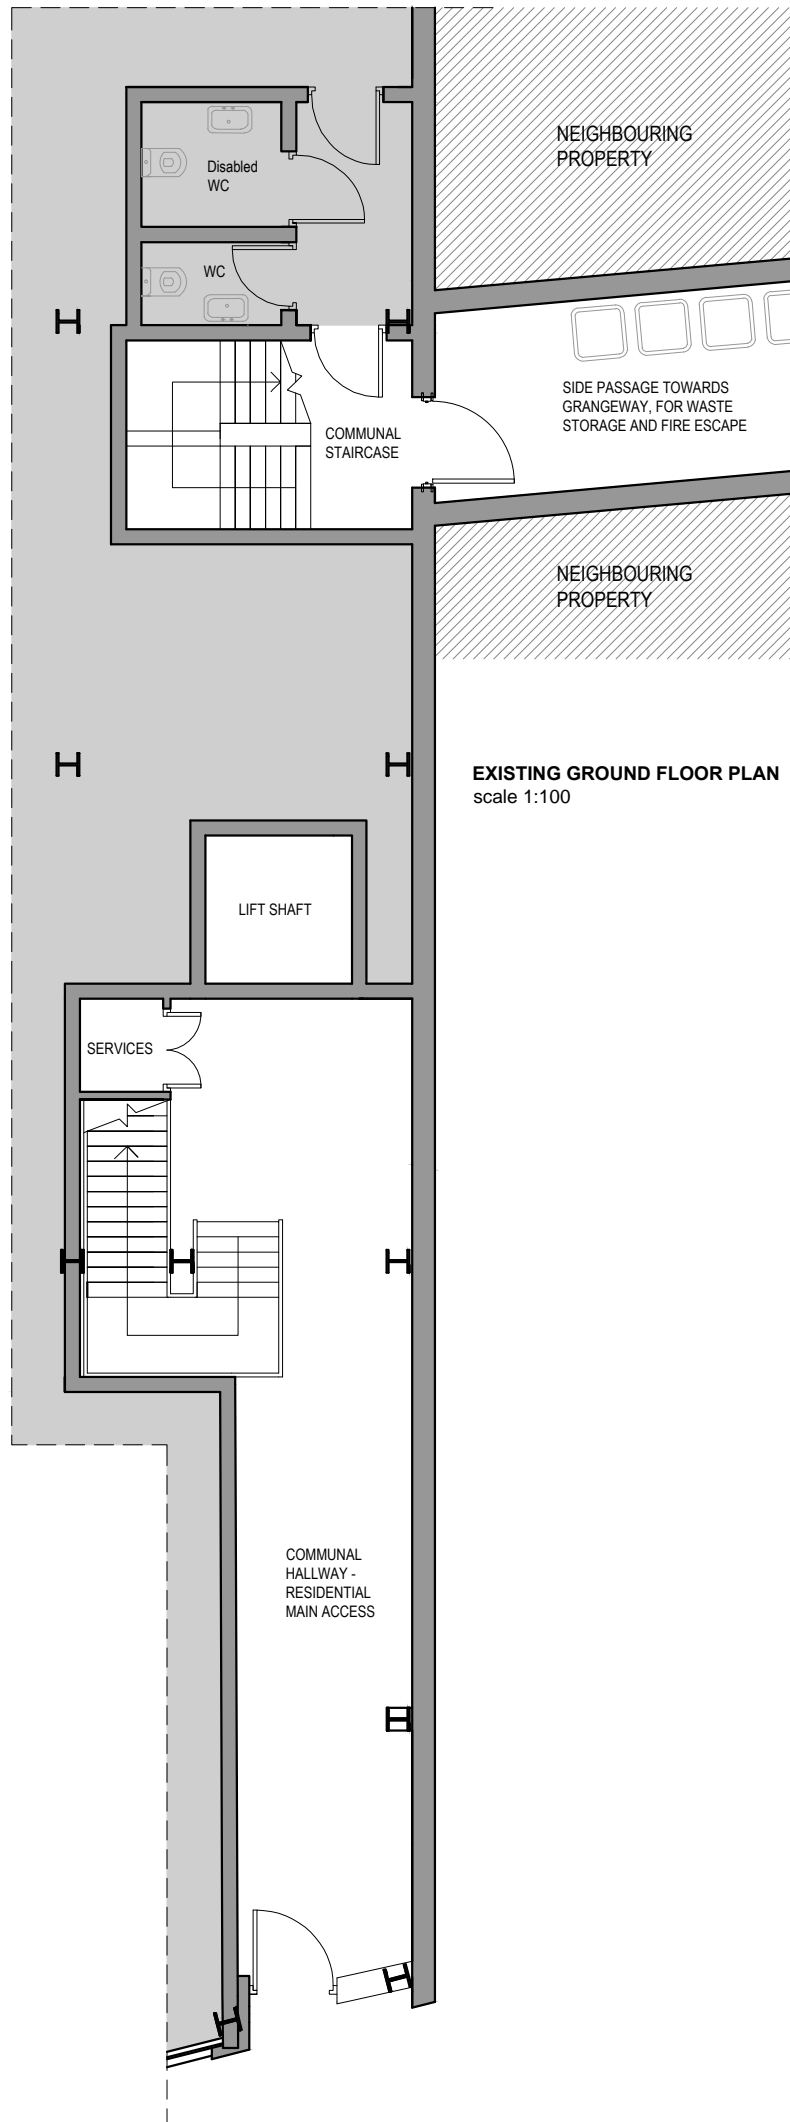 NEIGHBOURING
PROPERTY
Disabled
WC
WC
SIDE PASSAGE TOWARDS
GRANGEWAY, FOR WASTE
STORAGE AND FIRE ESCAPE
COMMUNAL
STAIRCASE
NEIGHBOURING
PROPERTY
EXISTING GROUND FLOOR PLAN
scale 1:100
LIFT SHAFT
SERVICES
COMMUNAL
HALLWAY -
RESIDENTIAL
MAIN ACCESS